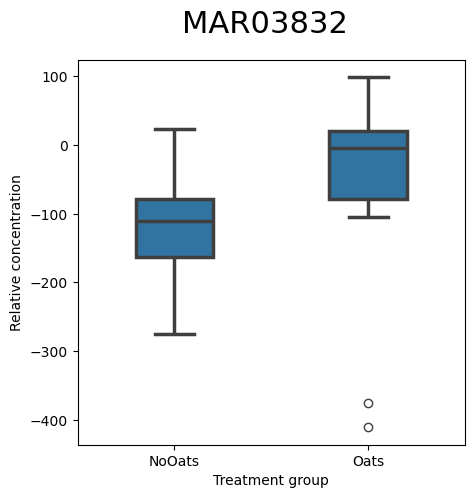 MAR03832
Relative concentration
100
0
−100
−200
−300
−400
NoOats
Oats
Treatment group